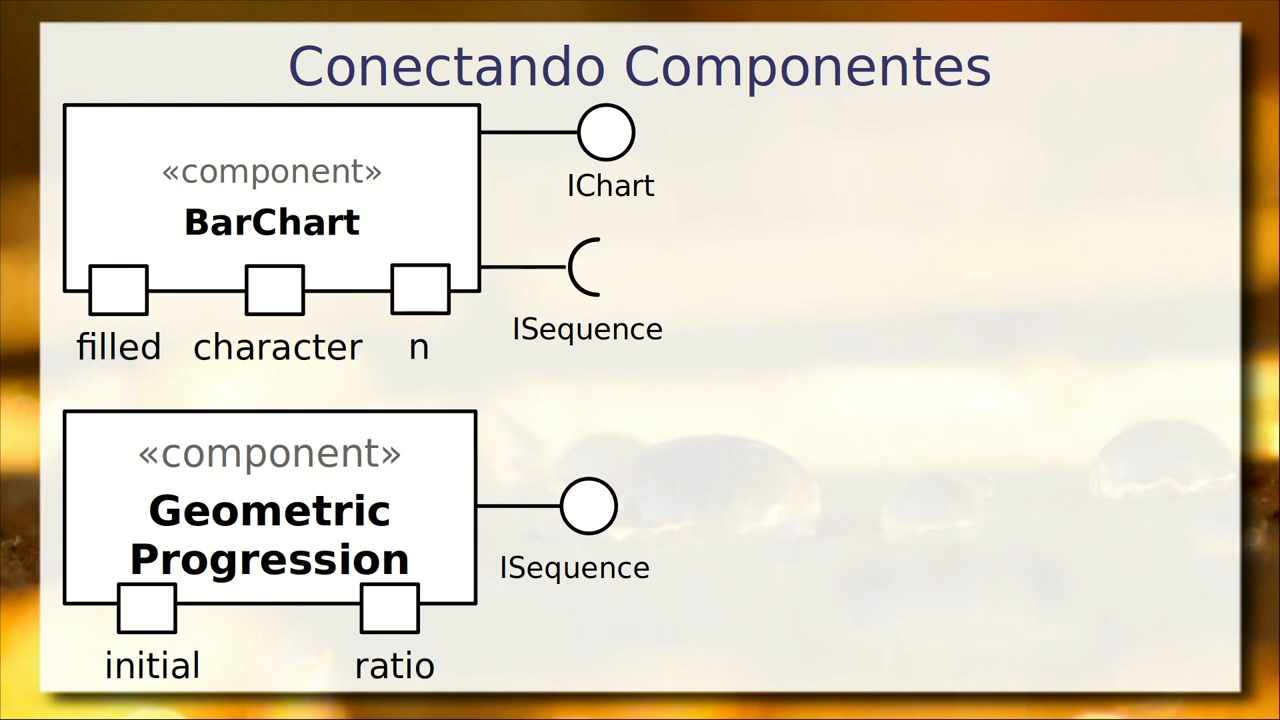 Conectando Componentes
«component»
BarChart
IChart
ISequence
filled character n
«component»
Geometric
Progression
ISequence
initial ratio